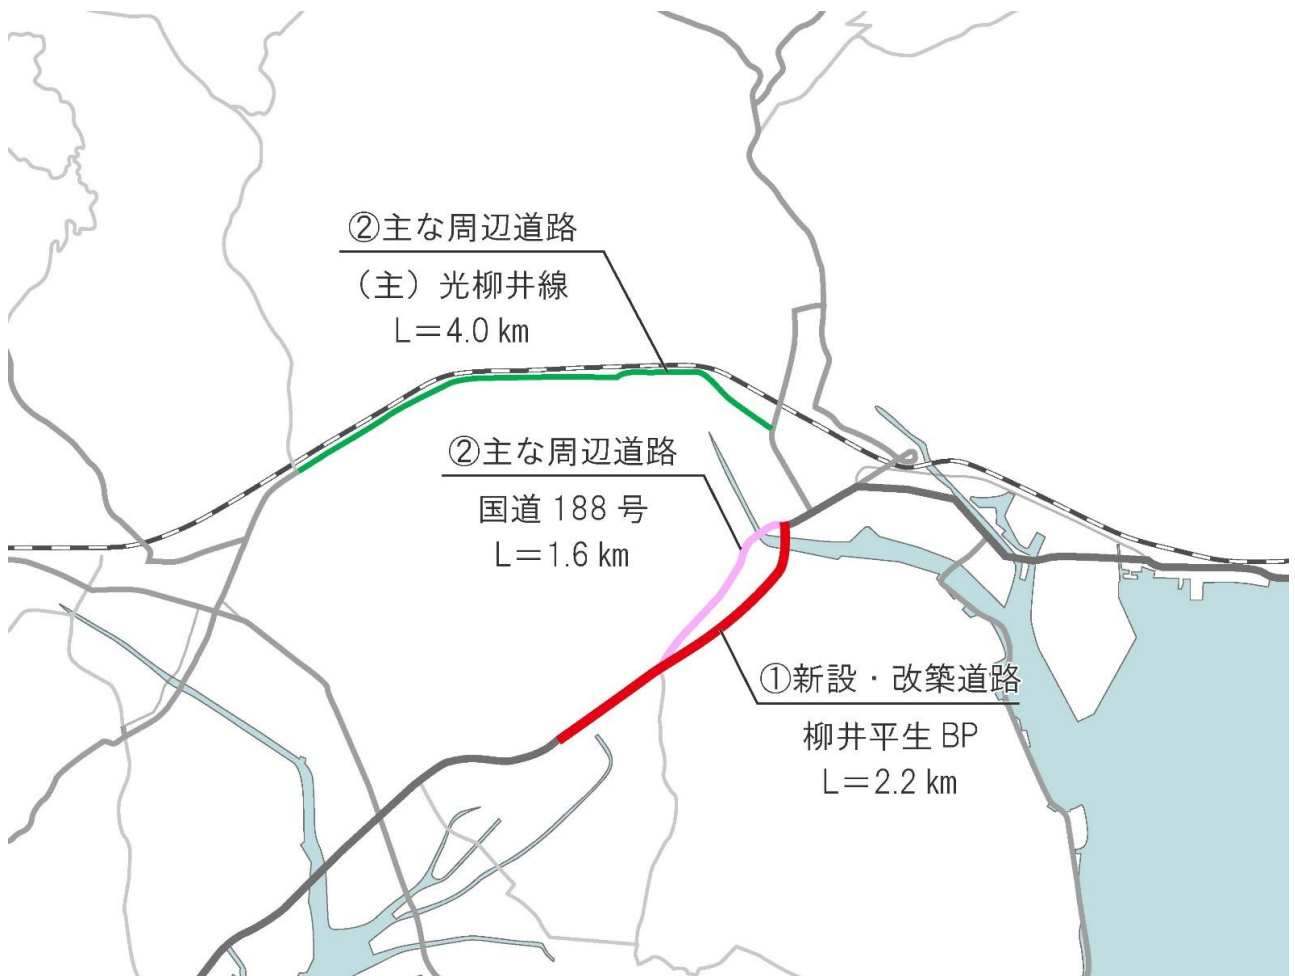 ②主な周辺道路
（主）光柳井線
L＝4.0 km
②主な周辺道路
国道 188 号
L＝1.6 km
①新設・改築道路
柳井平生 BP
L＝2.2 km